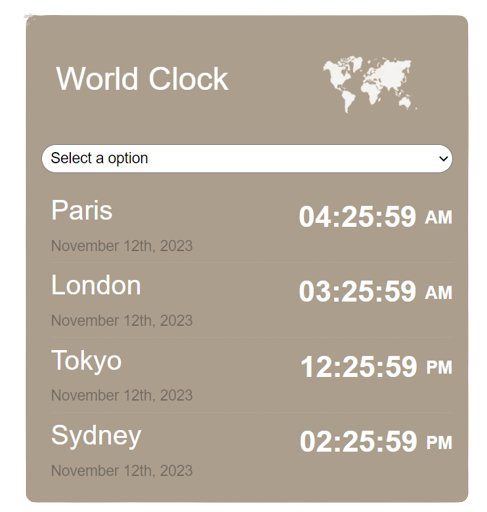 World Clock
Select a option
Paris
04:25:59 AM
November 12th, 2023
London
03:25:59 AM
November 12th, 2023
Tokyo
12:25:59 PM
November 12th, 2023
Sydney
02:25:59 PM
November 12th, 2023